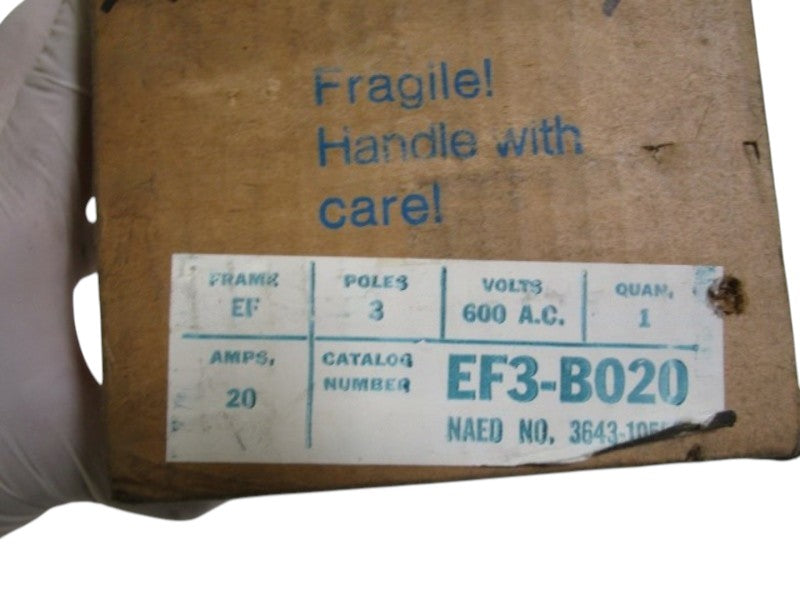 Fragile!
Handle with
care!
FRAME POLES VOLTS QUAN.
EF 3 600 A.C. 1
AMPS. CATALOG NUMBER EF3-B020
20
NAED NO.